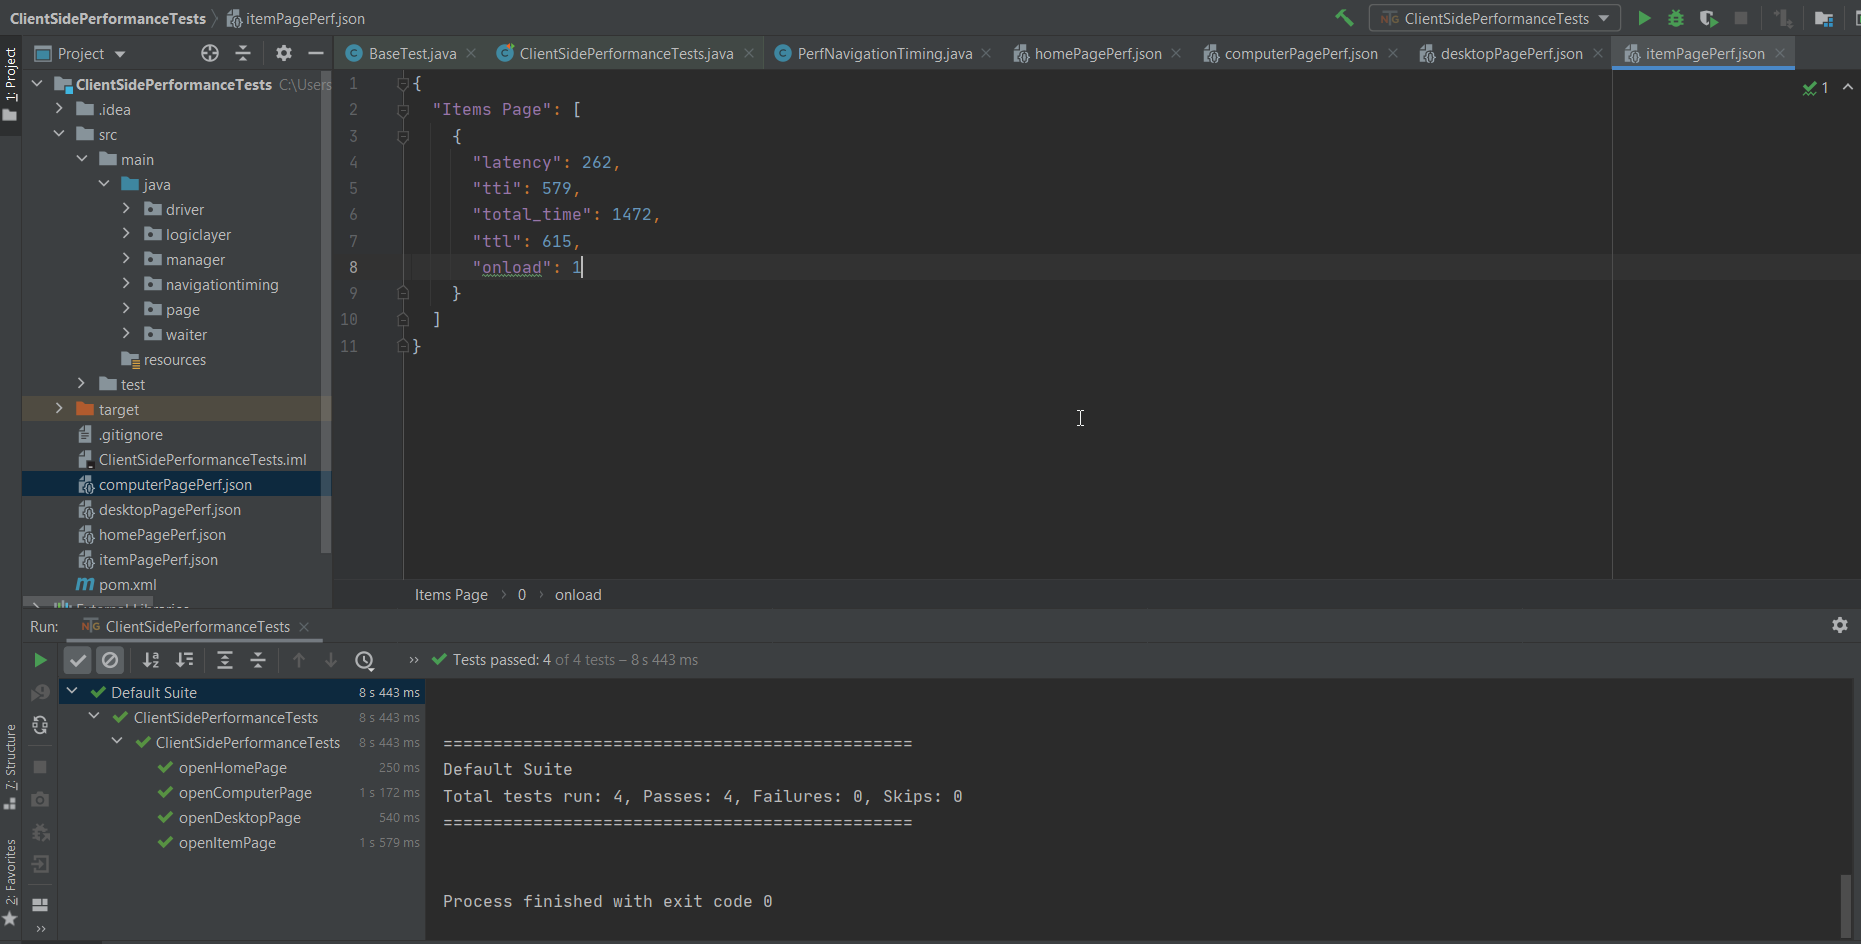 ClientSidePerformanceTests itemPagePerf.json
ClientSidePerformanceTests
1: Project
Project
BaseTest.java ClientSidePerformanceTests.java PerfNavigationTiming.java homePagePerf.json computerPagePerf.json desktopPagePerf.json itemPagePerf.json
ClientSidePerformanceTests C:\Users
.idea
src
main
java
driver
logiclayer
manager
navigationtiming
page
waiter
resources
test
target
.gitignore
ClientSidePerformanceTests.iml
computerPagePerf.json
desktopPagePerf.json
homePagePerf.json
itemPagePerf.json
pom.xml
External Libraries
1 {
2 "Items Page": [
3 {
4 "latency": 262,
5 "tti": 579,
6 "total_time": 1472,
7 "ttl": 615,
8 "onload": 1
9 }
10 ]
11 }
1
Items Page 0 onload
Run: ClientSidePerformanceTests
Tests passed: 4 of 4 tests – 8 s 443 ms
Default Suite 8 s 443 ms
ClientSidePerformanceTests 8 s 443 ms
ClientSidePerformanceTests 8 s 443 ms
openHomePage 250 ms
openComputerPage 1 s 172 ms
openDesktopPage 540 ms
openItemPage 1 s 579 ms
7: Structure
2: Favorites
===============================================
Default Suite
Total tests run: 4, Passes: 4, Failures: 0, Skips: 0
===============================================
Process finished with exit code 0